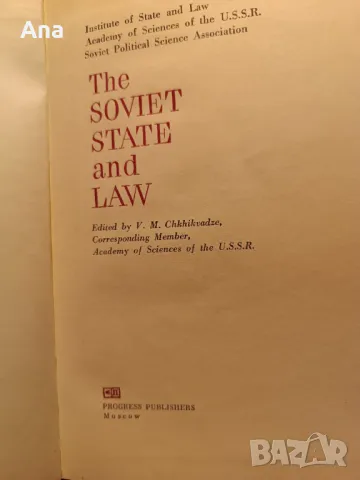 Ana
Institute of State and Law
Academy of Sciences of the U.S.S.R.
Soviet Political Science Association
The
SOVIET
STATE
and
LAW
Edited by V. M. Chkhikvadze,
Corresponding Member,
Academy of Sciences of the U.S.S.R.
PROGRESS PUBLISHERS
Moscow
BAZAR.BG